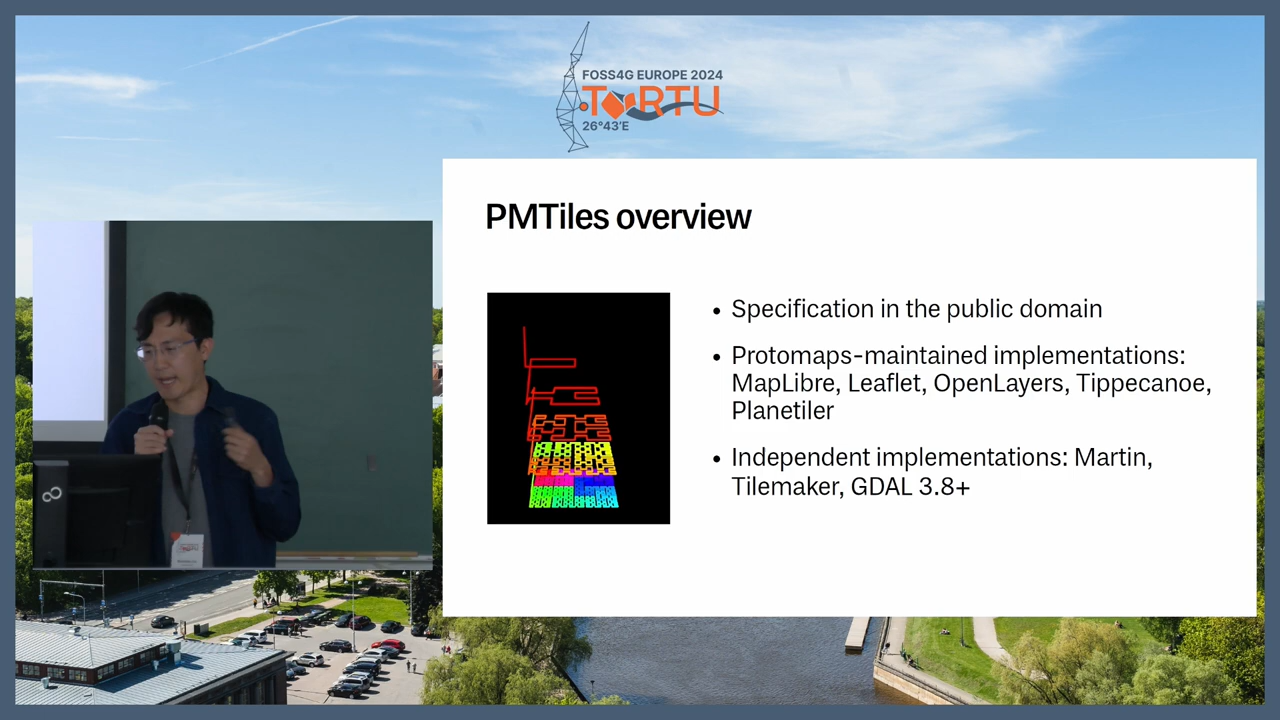 FOSS4G EUROPE 2024
TARTU
26°43'E
PMTiles overview
• Specification in the public domain
• Protomaps-maintained implementations:
MapLibre, Leaflet, OpenLayers, Tippecanoe,
Planetiler
• Independent implementations: Martin,
Tilemaker, GDAL 3.8+